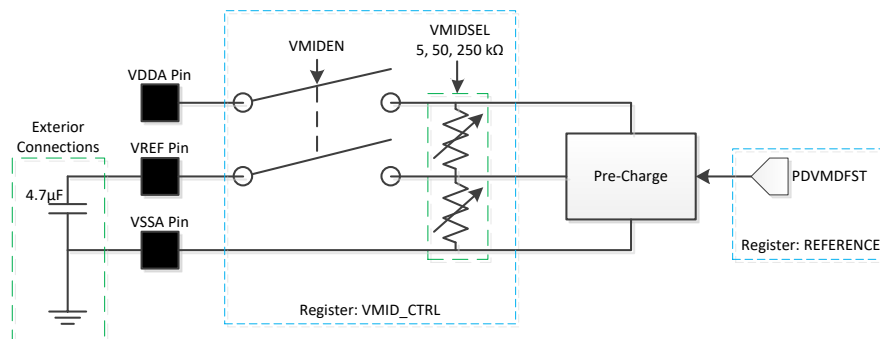 VMIDEN
VMIDSEL
5, 50, 250 kΩ
VDDA Pin
Exterior
Connections
VREF Pin
4.7µF
VSSA Pin
Pre-Charge
PDVMDFST
Register: REFERENCE
Register: VMID_CTRL